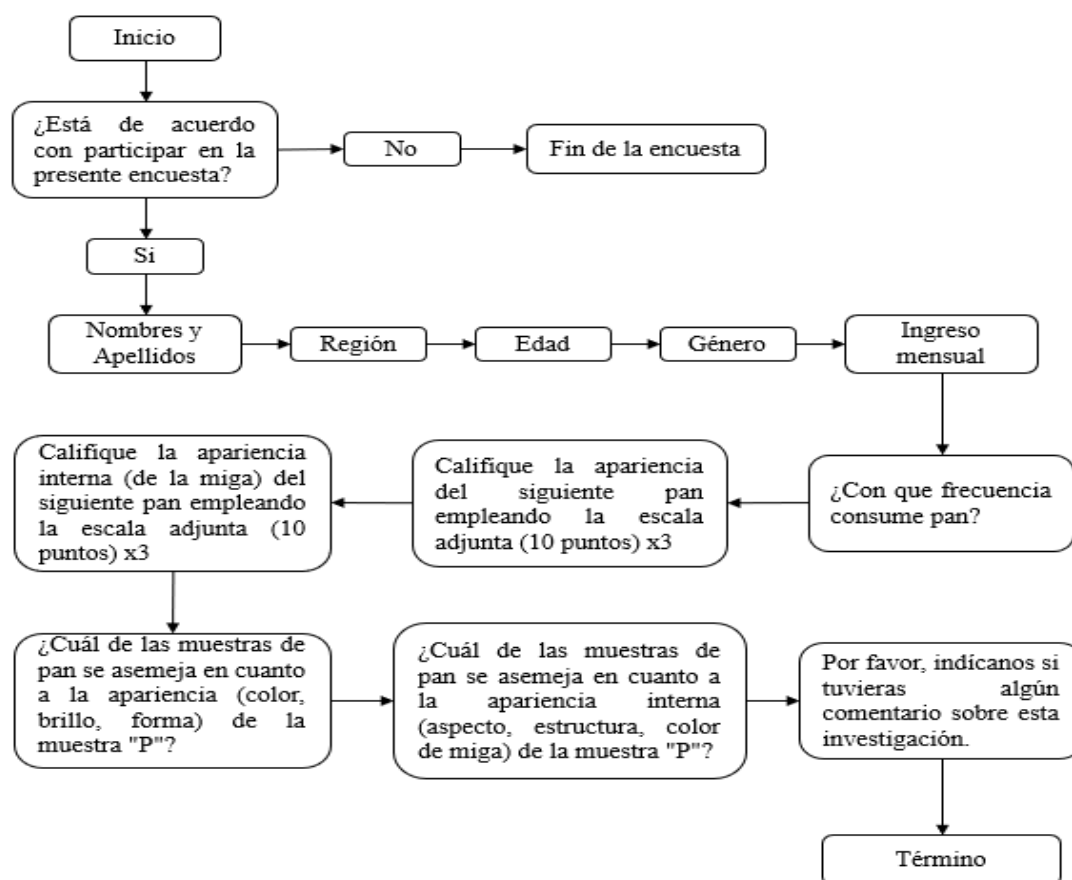 Inicio
¿Está de acuerdo
con participar en la
presente encuesta?
No
Fin de la encuesta
Si
Nombres y
Apellidos
Región
Edad
Género
Ingreso
mensual
¿Con que frecuencia
consume pan?
Califique la apariencia
del siguiente pan
empleando la escala
adjunta (10 puntos) x3
Califique la apariencia
interna (de la miga) del
siguiente pan empleando
la escala adjunta (10
puntos) x3
¿Cuál de las muestras de
pan se asemeja en cuanto
a la apariencia (color,
brillo, forma) de la
muestra "P"?
¿Cuál de las muestras de
pan se asemeja en cuanto a
la apariencia interna
(aspecto, estructura, color
de miga) de la muestra "P"?
Por favor, indícanos si
tuvieras algún
comentario sobre esta
investigación.
Término